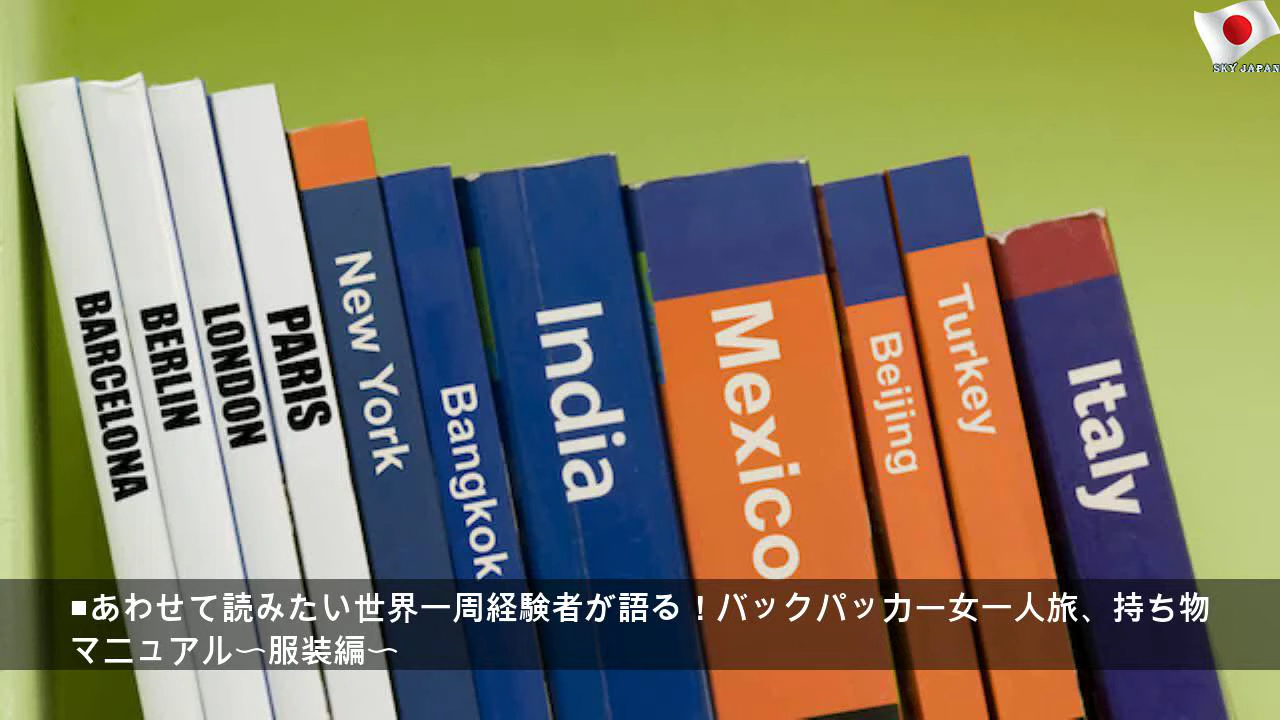 SKY JAPAN
BARCELONA
BERLIN
LONDON
PARIS
New York
Bangkok
India
Mexico
Beijing
Turkey
Italy
■あわせて読みたい世界一周経験者が語る！バックパッカー女一人旅、持ち物
マニュアル〜服装編〜